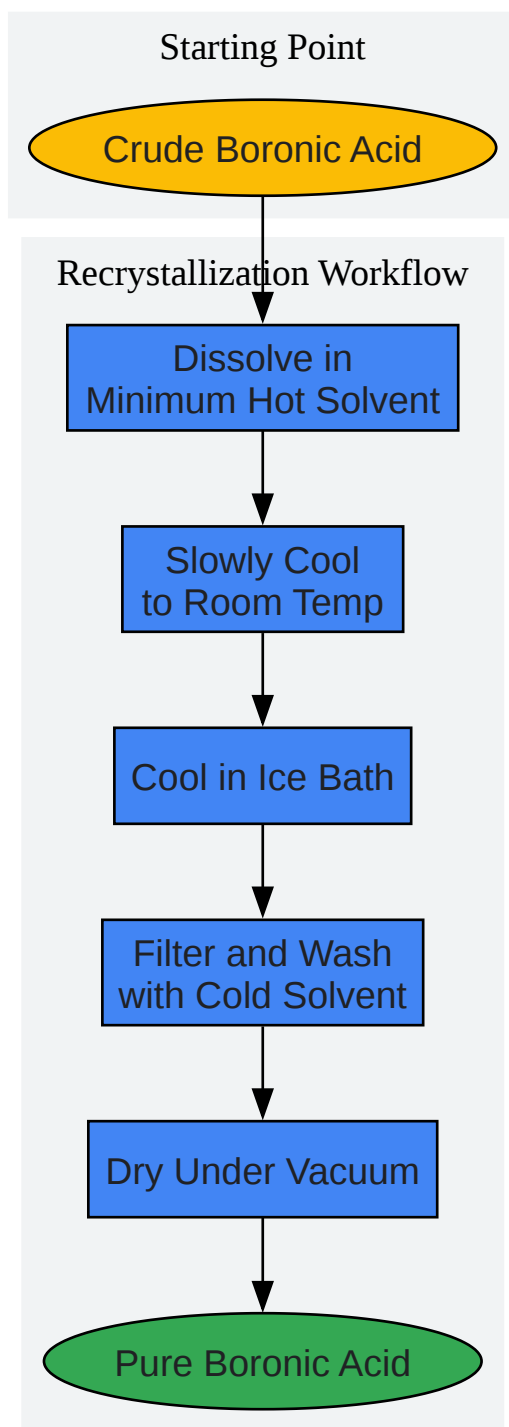 Starting Point
Crude Boronic Acid
Recrystallization Workflow
Dissolve in
Minimum Hot Solvent
Slowly Cool
to Room Temp
Cool in Ice Bath
Filter and Wash
with Cold Solvent
Dry Under Vacuum
Pure Boronic Acid